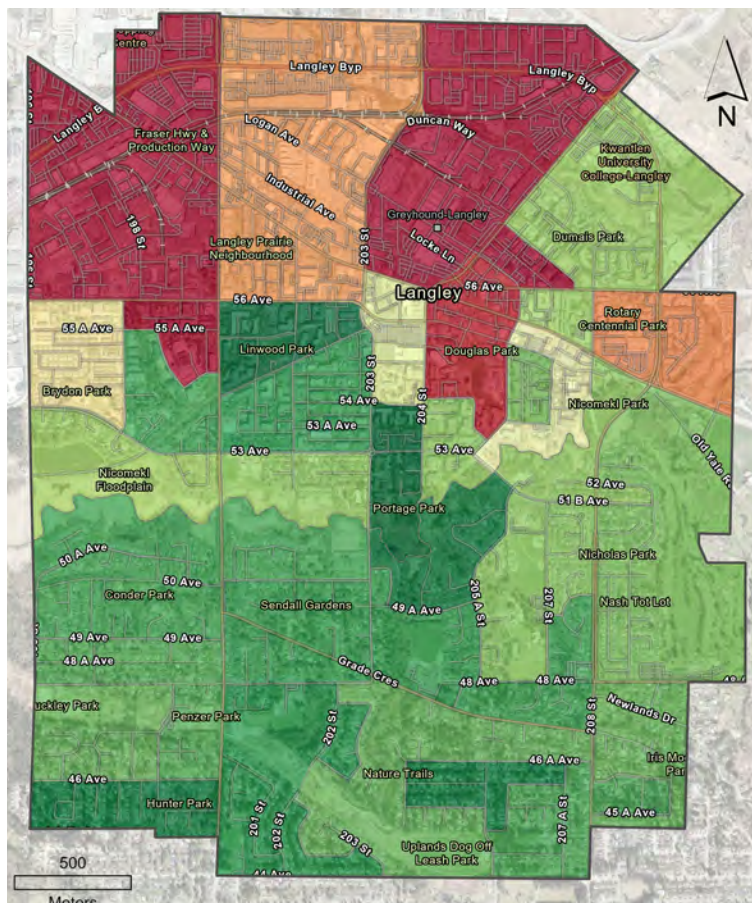 Centre
Langley Byp
Langley Byp
Langley B
Fraser Hwy &
Production Way
Logan Ave
Duncan Way
Kwantlen
University
College-Langley
Industrial Ave
198 St
Greyhound-Langley
Dumais Park
Langley Prairie
Neighbourhood
203 St
Locke Ln
56 Ave
Langley
56 Ave
Rotary
Centennial Park
55 A Ave
55 A Ave
Linwood Park
Douglas Park
203 St
Brydon Park
54 Ave
204 St
Nicomekl Park
53 A Ave
53 Ave
53 Ave
Old Yale R
Nicomekl
Floodplain
52 Ave
51 B Ave
Portage Park
50 A Ave
50 Ave
Nicholas Park
Conder Park
Sendall Gardens
49 A Ave
205 A St
207 St
Nash Tot Lot
49 Ave
49 Ave
48 A Ave
Grade Cres
48 Ave
48 Ave
uckley Park
Penzer Park
202 St
208 St
Newlands Dr
46 A Ave
46 Ave
Nature Trails
Iris Mo
Par
Hunter Park
201 St
202 St
203 St
207 A St
45 A Ave
Uplands Dog Off
Leash Park
44 Ave
500
Meters
N